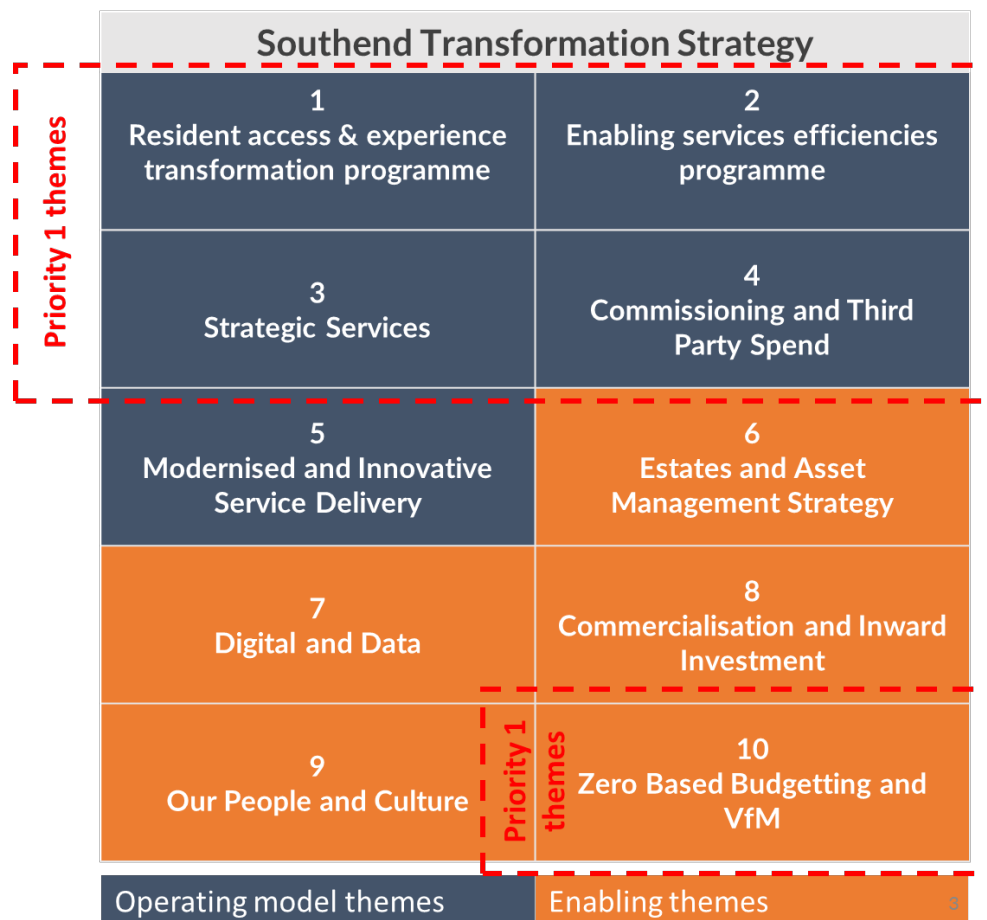 Southend Transformation Strategy
Priority 1 themes
1
Resident access & experience
transformation programme
2
Enabling services efficiencies
programme
3
Strategic Services
4
Commissioning and Third
Party Spend
5
Modernised and Innovative
Service Delivery
6
Estates and Asset
Management Strategy
7
Digital and Data
8
Commercialisation and Inward
Investment
9
Our People and Culture
Priority 1
themes
10
Zero Based Budgetting and
VfM
Operating model themes
Enabling themes
3